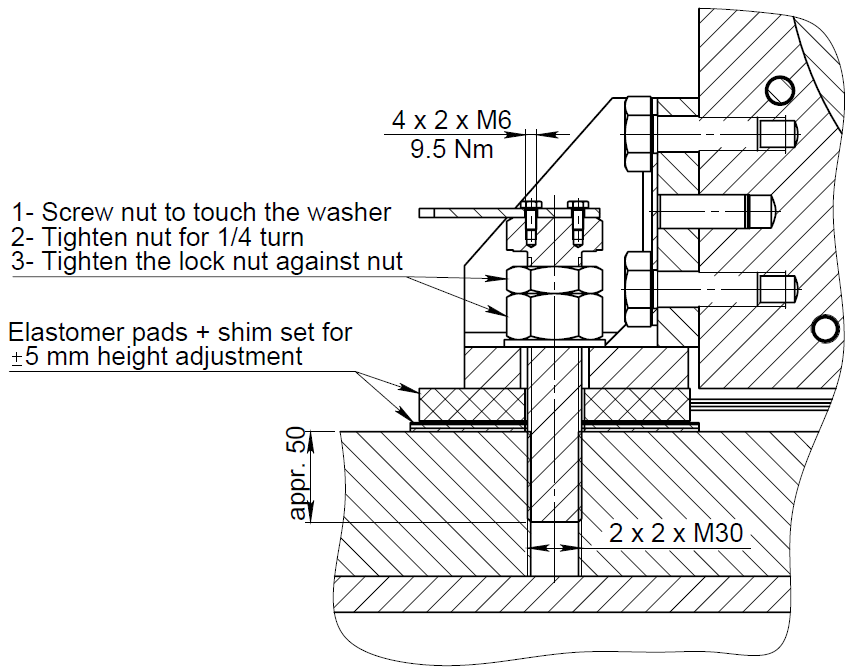 4 x 2 x M6
9.5 Nm
1- Screw nut to touch the washer
2- Tighten nut for 1/4 turn
3- Tighten the lock nut against nut
Elastomer pads + shim set for
±5 mm height adjustment
appr. 50
2 x 2 x M30